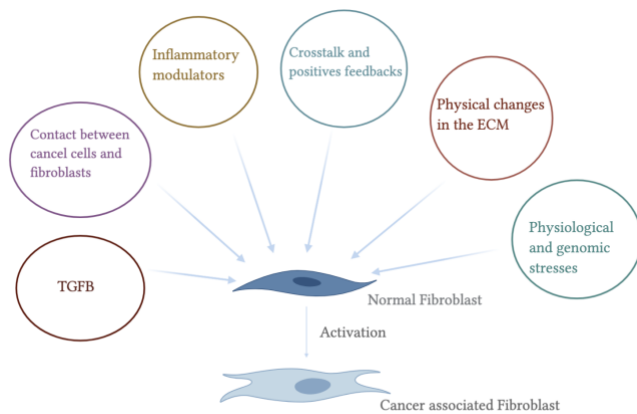 Inflammatory
modulators
Crosstalk and
positives feedbacks
Physical changes
in the ECM
Contact between
cancel cells and
fibroblasts
Physiological
and genomic
stresses
TGFB
Normal Fibroblast
Activation
Cancer associated Fibroblast